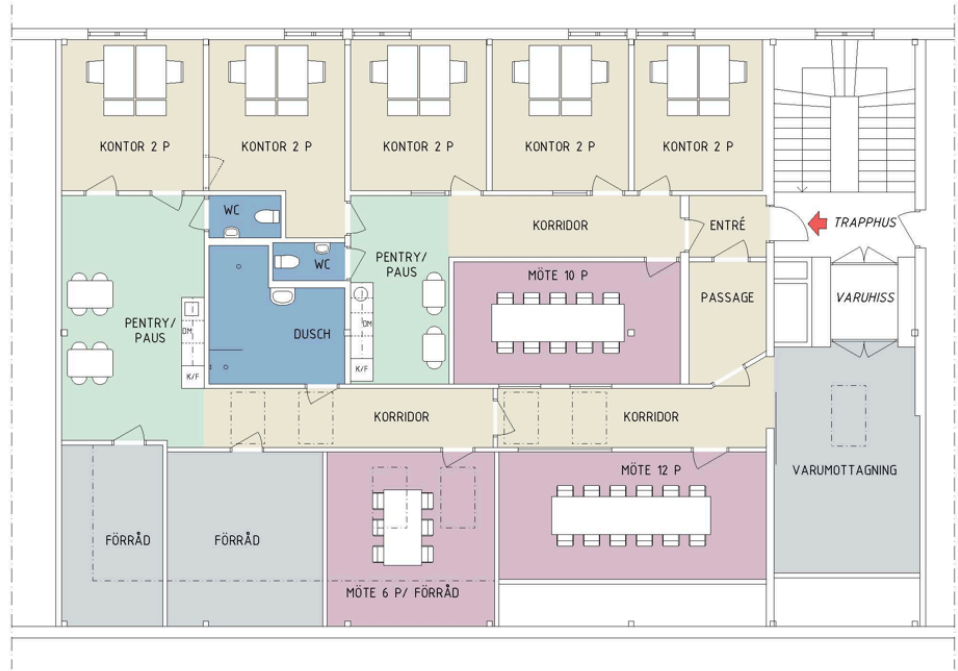 KONTOR 2 P
KONTOR 2 P
KONTOR 2 P
KONTOR 2 P
KONTOR 2 P
WC
KORRIDOR
ENTRÉ
TRAPPHUS
WC
PENTRY/
PAUS
MÖTE 10 P
PASSAGE
VARUHISS
PENTRY/
PAUS
DM
DUSCH
DM
K/F
K/F
KORRIDOR
KORRIDOR
MÖTE 12 P
VARUMOTTAGNING
FÖRRÅD
FÖRRÅD
MÖTE 6 P/ FÖRRÅD